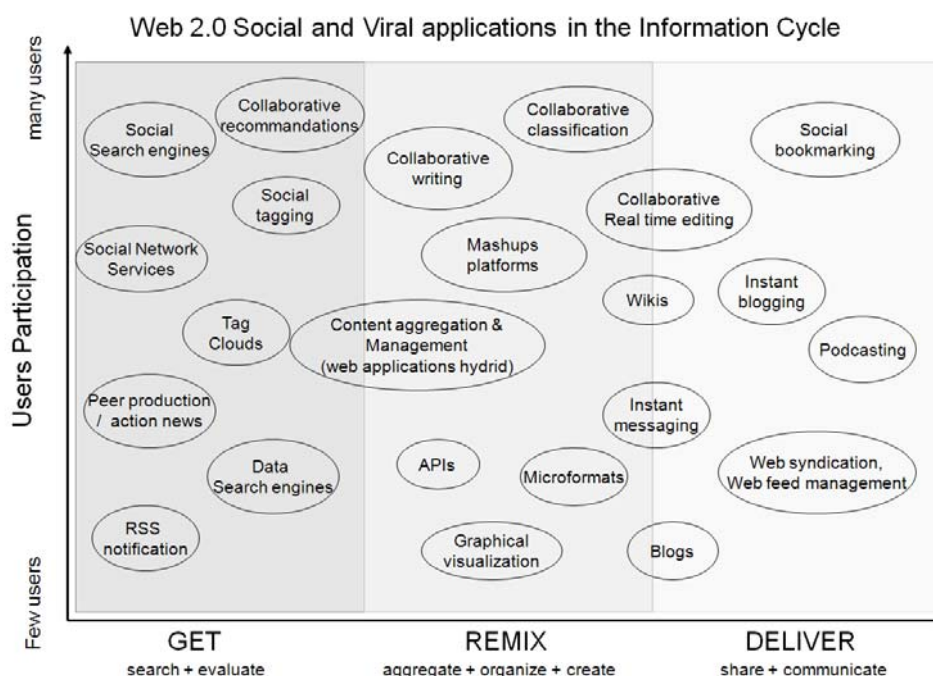 Web 2.0 Social and Viral applications in the Information Cycle
many users
Users Participation
Few users
Social
Search engines
Collaborative
recommandations
Social
tagging
Social Network
Services
Tag
Clouds
Peer production
/ action news
Data
Search engines
RSS
notification
Collaborative
classification
Collaborative
writing
Collaborative
Real time editing
Mashups
platforms
Wikis
Content aggregation &
Management
(web applications hydrid)
Instant
messaging
APIs
Microformats
Graphical
visualization
Blogs
Social
bookmarking
Instant
blogging
Podcasting
Web syndication,
Web feed management
GET
search + evaluate
REMIX
aggregate + organize + create
DELIVER
share + communicate